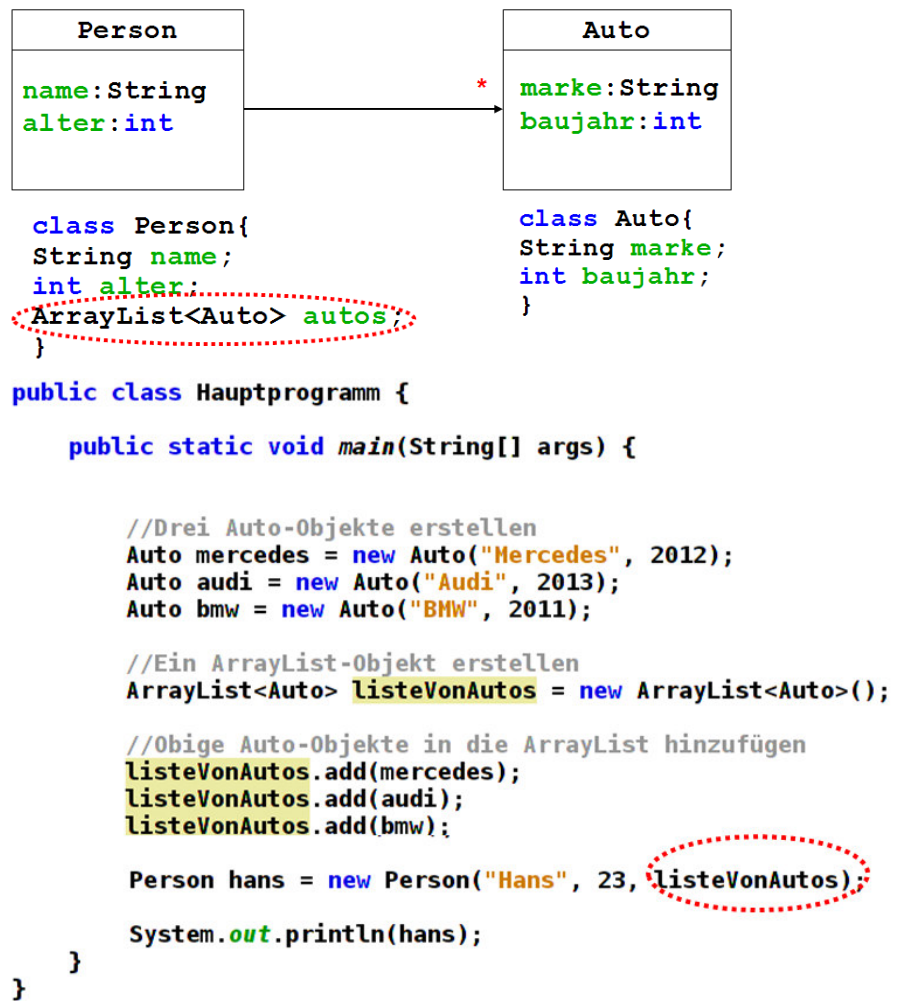 Person
name:String
alter:int
*
Auto
marke:String
baujahr:int
class Person{
String name;
int alter;
ArrayList<Auto> autos;
}
class Auto{
String marke;
int baujahr;
}
public class Hauptprogramm {
public static void main(String[] args) {
//Drei Auto-Objekte erstellen
Auto mercedes = new Auto("Mercedes", 2012);
Auto audi = new Auto("Audi", 2013);
Auto bmw = new Auto("BMW", 2011);
//Ein ArrayList-Objekt erstellen
ArrayList<Auto> listeVonAutos = new ArrayList<Auto>();
//Obige Auto-Objekte in die ArrayList hinzufügen
listeVonAutos.add(mercedes);
listeVonAutos.add(audi);
listeVonAutos.add(bmw);
Person hans = new Person("Hans", 23, listeVonAutos);
System.out.println(hans);
}
}